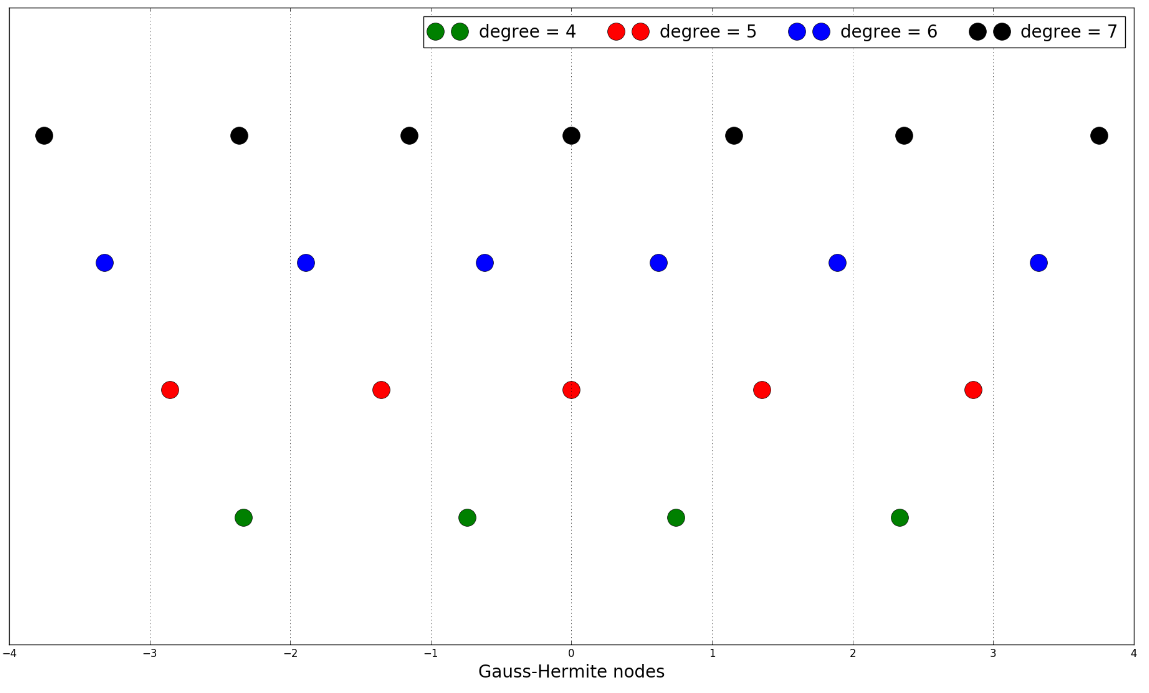 degree = 4 degree = 5 degree = 6 degree = 7
−4 −3 −2 −1 0 1 2 3 4
Gauss-Hermite nodes